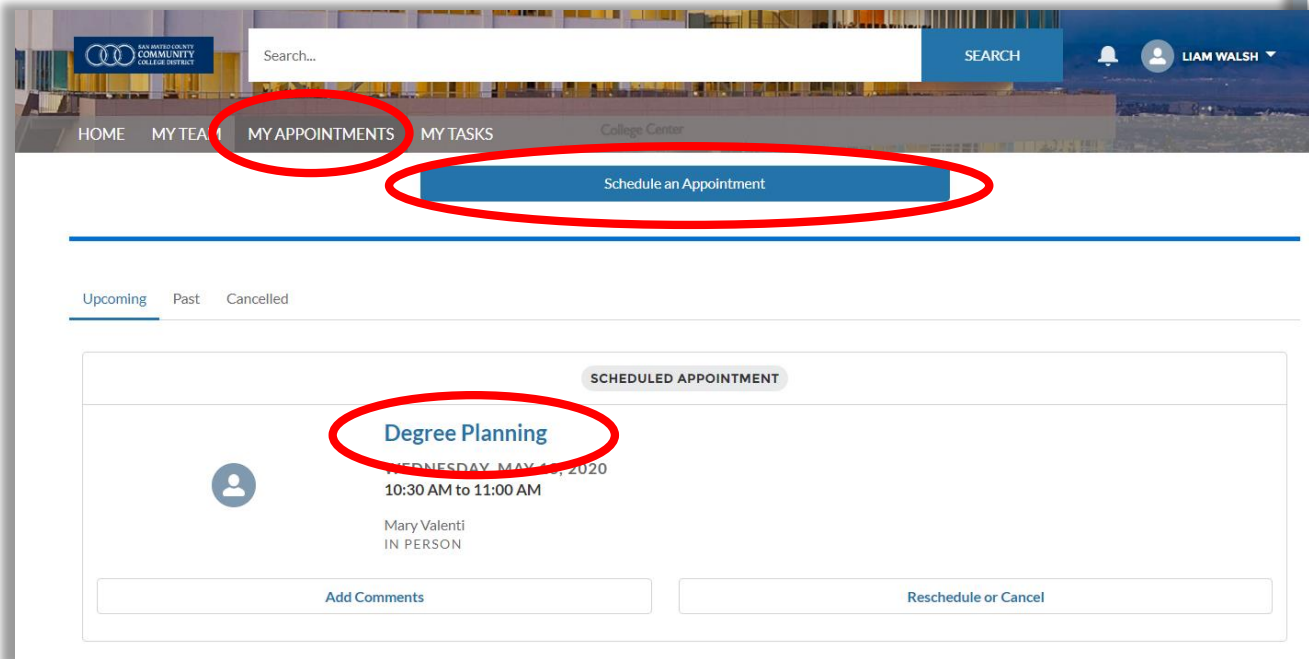 SAN MATEO COUNTY
COMMUNITY
COLLEGE DISTRICT
Search...
SEARCH
LIAM WALSH
HOME MY TEAM MY APPOINTMENTS MY TASKS
College Center
Schedule an Appointment
Upcoming Past Cancelled
SCHEDULED APPOINTMENT
Degree Planning
WEDNESDAY, MAY 2020
10:30 AM to 11:00 AM
Mary Valenti
IN PERSON
Add Comments
Reschedule or Cancel